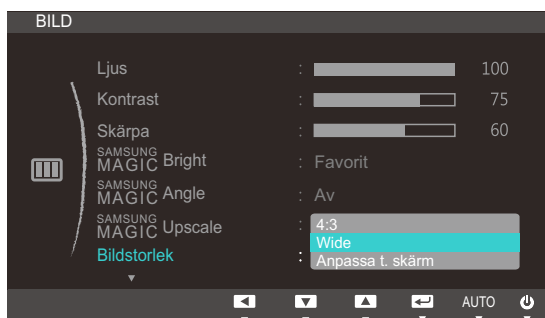 BILD
Ljus : 100
Kontrast : 75
Skärpa : 60
SAMSUNG MAGIC Bright : Favorit
SAMSUNG MAGIC Angle : Av
SAMSUNG MAGIC Upscale : 4:3
Wide
Bildstorlek : Anpassa t. skärm
AUTO